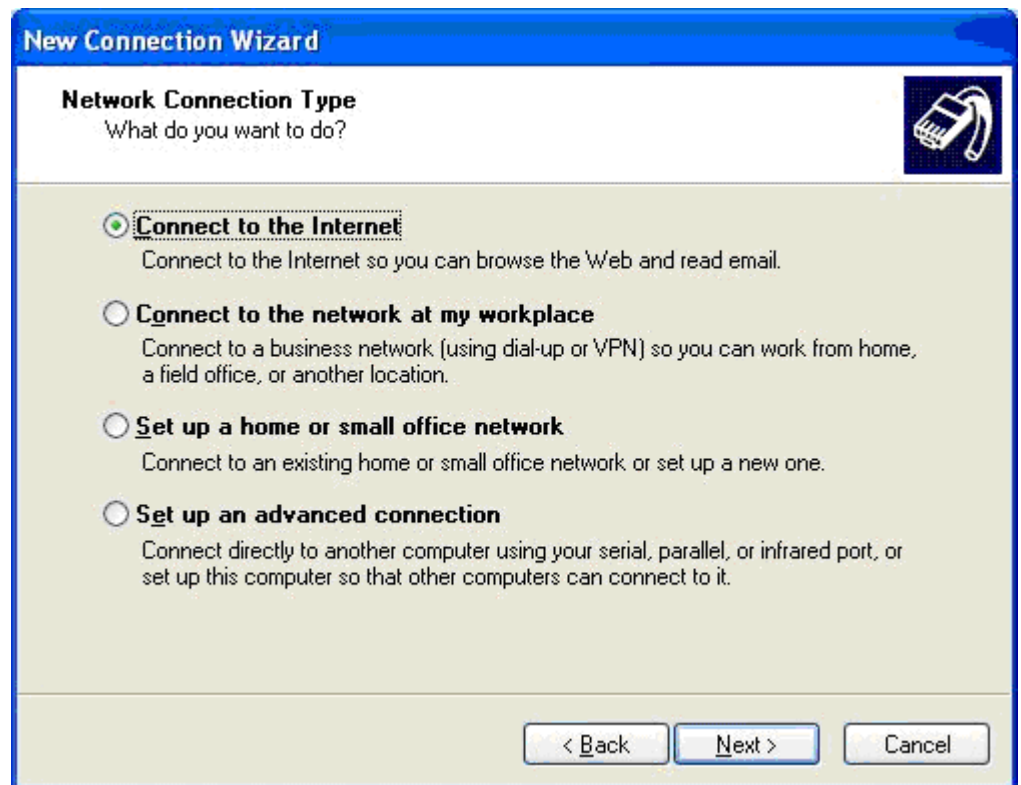 New Connection Wizard
Network Connection Type
What do you want to do?
Connect to the Internet
Connect to the Internet so you can browse the Web and read email.
Connect to the network at my workplace
Connect to a business network (using dial-up or VPN) so you can work from home,
a field office, or another location.
Set up a home or small office network
Connect to an existing home or small office network or set up a new one.
Set up an advanced connection
Connect directly to another computer using your serial, parallel, or infrared port, or
set up this computer so that other computers can connect to it.
< Back Next > Cancel